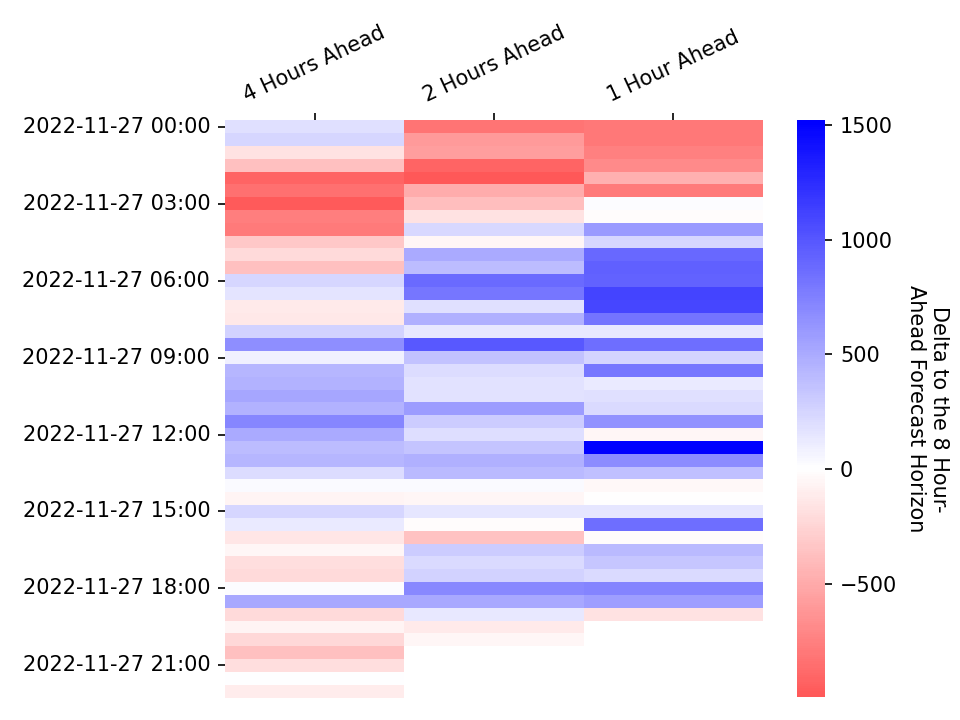 4 Hours Ahead
2 Hours Ahead
1 Hour Ahead
2022-11-27 00:00
2022-11-27 03:00
2022-11-27 06:00
2022-11-27 09:00
2022-11-27 12:00
2022-11-27 15:00
2022-11-27 18:00
2022-11-27 21:00
1500
1000
500
0
−500
Delta to the 8 Hour-
Ahead Forecast Horizon